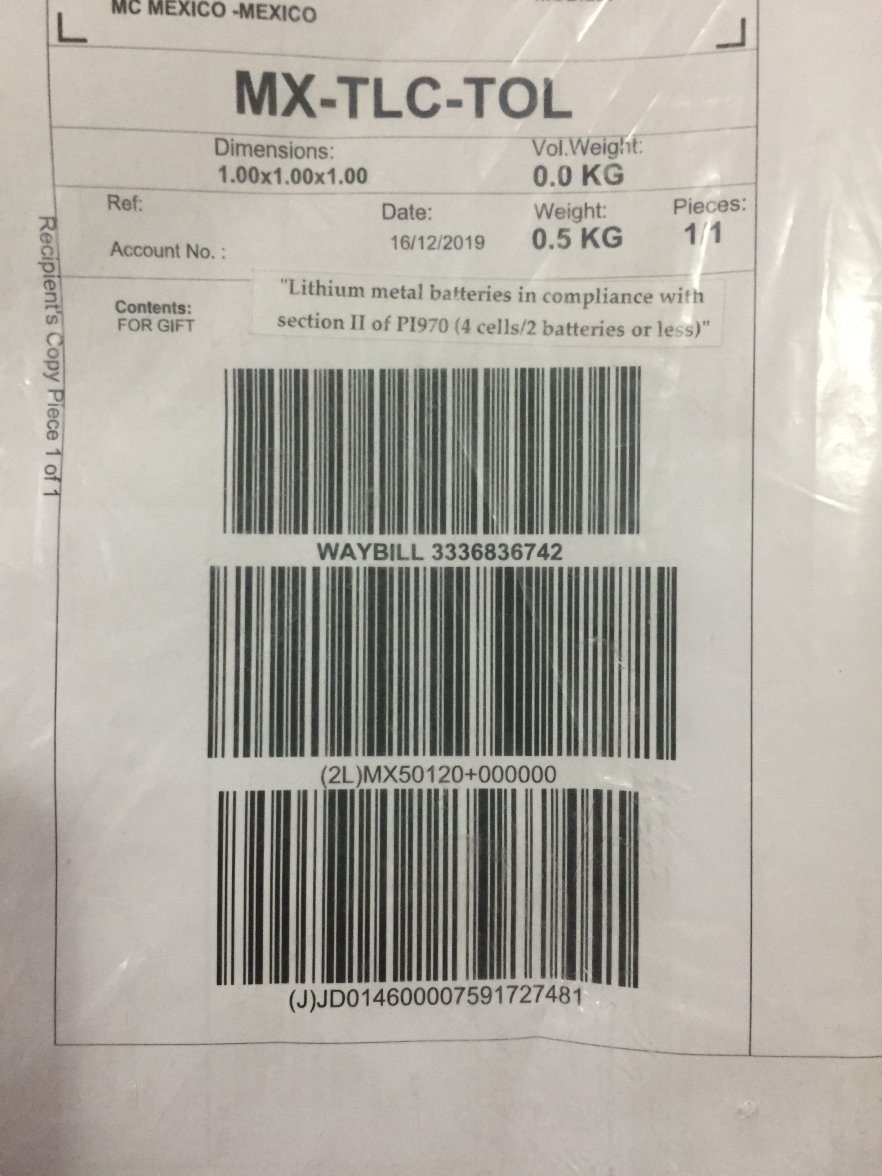 MC MEXICO -MEXICO
MX-TLC-TOL
Dimensions:
1.00x1.00x1.00
Vol.Weight:
0.0 KG
Ref:
Account No. :
Date:
16/12/2019
Weight:
0.5 KG
Pieces:
1/1
Recipient's Copy Piece 1 of 1
Contents:
FOR GIFT
"Lithium metal batteries in compliance with
section II of PI970 (4 cells/2 batteries or less)"
WAYBILL 3336836742
(2L)MX50120+000000
(J)JD014600007591727481